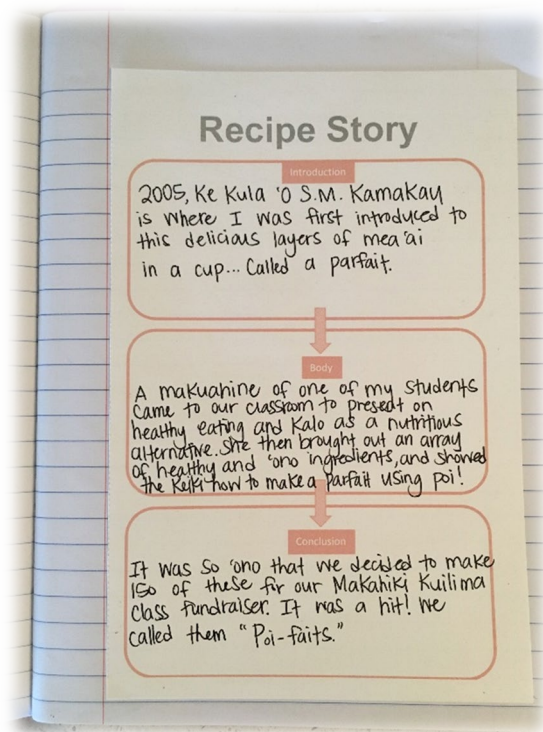 Recipe Story
Introduction
2005, Ke Kula 'O S.M. Kamakau
is where I was first introduced to
this delicious layers of mea 'ai
in a cup... Called a parfait.
Body
A makuahine of one of my students
came to our classroom to present on
healthy eating and Kalo as a nutritious
alternative. She then brought out an array
of healthy and 'ono ingredients, and showed
the Keiki how to make a parfait using poi!
Conclusion
It was so 'ono that we decided to make
150 of these for our Makahiki Kuilima
class fundraiser. It was a hit! We
called them "Poi-faits."